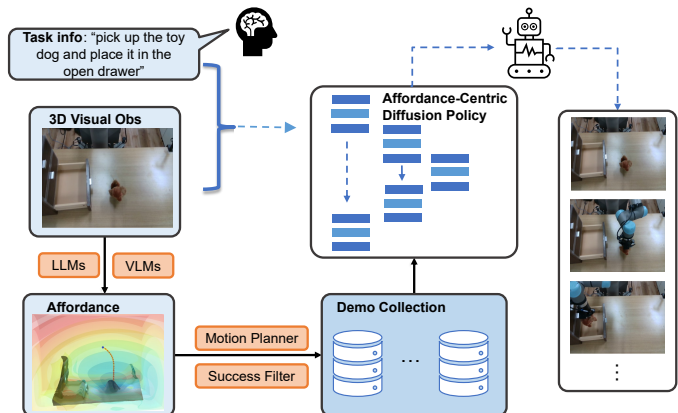 Task info: “pick up the toy
dog and place it in the
open drawer”
3D Visual Obs
LLMs
VLMs
Affordance
Motion Planner
Success Filter
Demo Collection
...
Affordance-Centric
Diffusion Policy
⋮